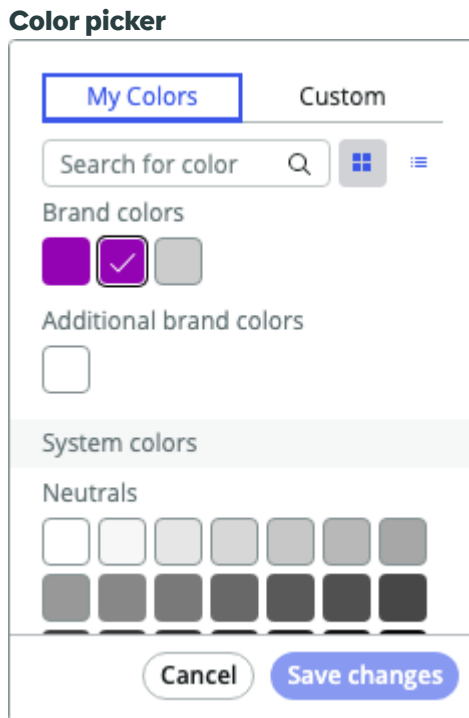 Color picker
My Colors Custom
Search for color
Brand colors
Additional brand colors
System colors
Neutrals
Cancel Save changes